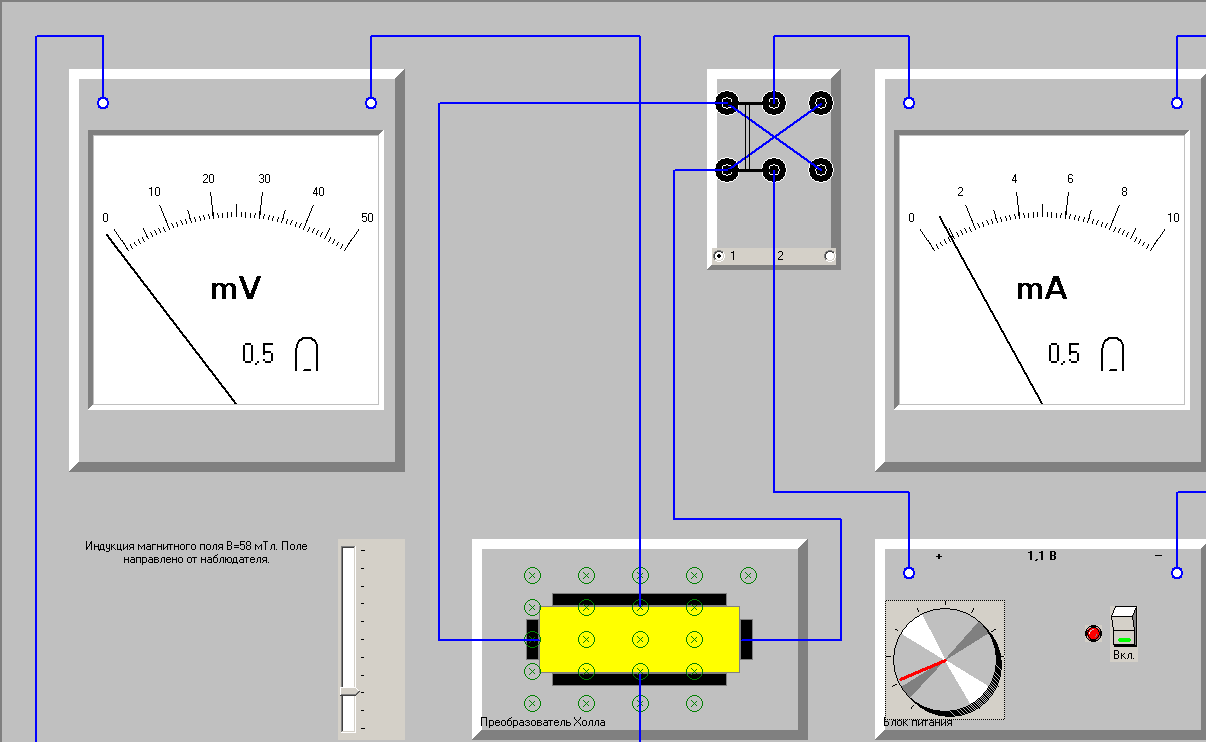 0 10 20 30 40 50
mV
0,5
1 2
0 2 4 6 8 10
mA
0,5
Индукция магнитного поля B=58 мТл. Поле
направлено от наблюдателя.
Преобразователь Холла
+ 1,1 В –
Вкл.
Блок питания